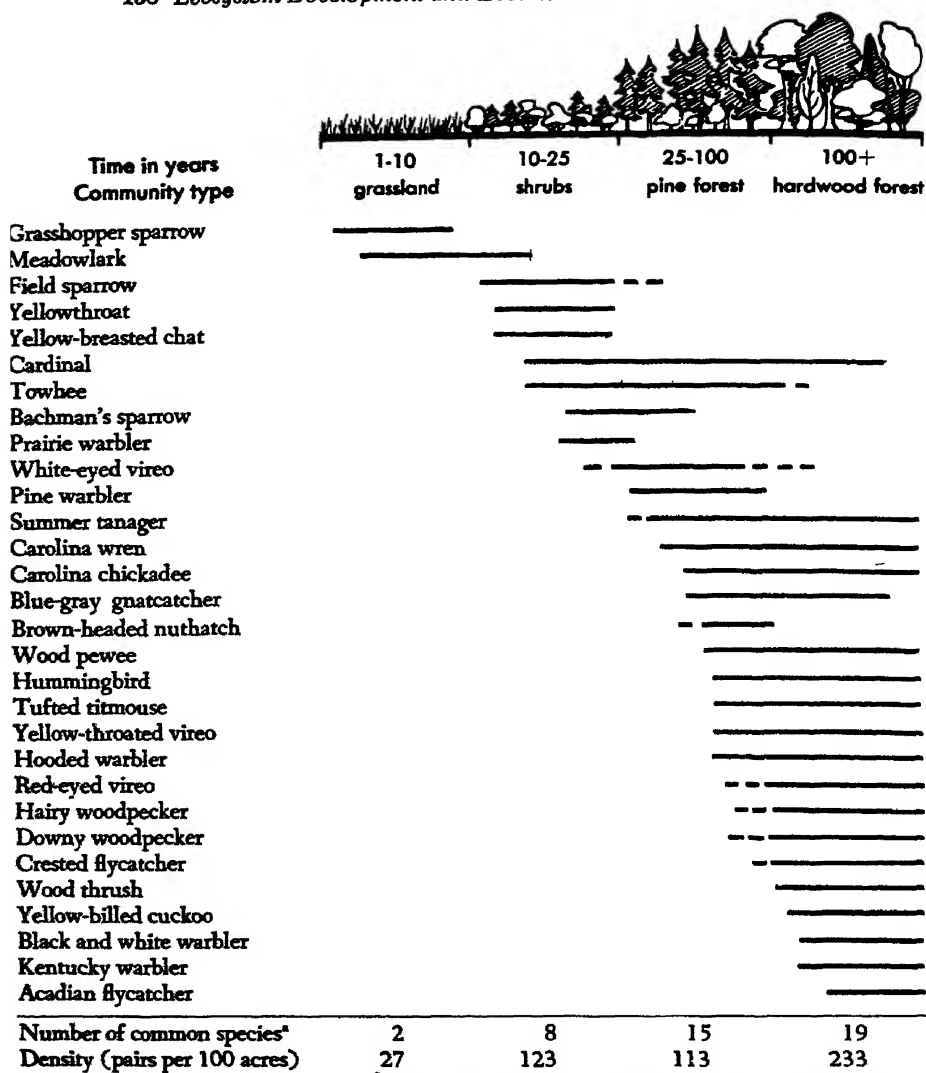 Time in years 1-10 10-25 25-100 100+
Community type grassland shrubs pine forest hardwood forest
Grasshopper sparrow
Meadowlark
Field sparrow
Yellowthroat
Yellow-breasted chat
Cardinal
Towhee
Bachman's sparrow
Prairie warbler
White-eyed vireo
Pine warbler
Summer tanager
Carolina wren
Carolina chickadee
Blue-gray gnatcatcher
Brown-headed nuthatch
Wood pewee
Hummingbird
Tufted titmouse
Yellow-throated vireo
Hooded warbler
Red-eyed vireo
Hairy woodpecker
Downy woodpecker
Crested flycatcher
Wood thrush
Yellow-billed cuckoo
Black and white warbler
Kentucky warbler
Acadian flycatcher
Number of common speciesª 2 8 15 19
Density (pairs per 100 acres) 27 123 113 233